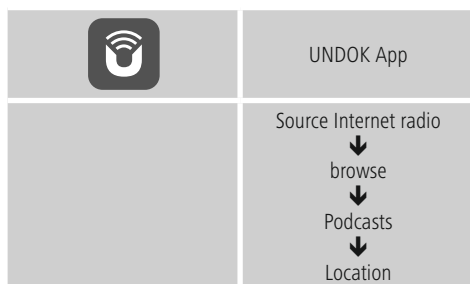 UNDOK App
Source Internet radio
🡻
browse
🡻
Podcasts
🡻
Location